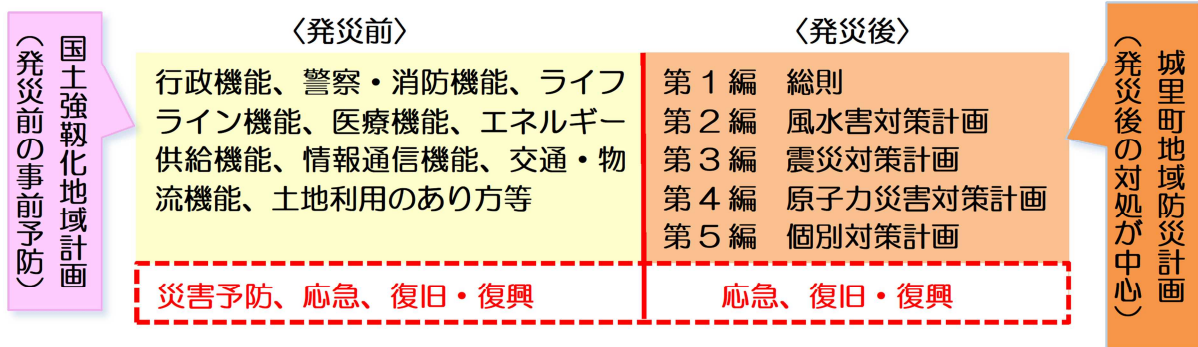 国土強靱化地域計画
（発災前の事前予防）
〈発災前〉
行政機能、警察・消防機能、ライフ
ライン機能、医療機能、エネルギー
供給機能、情報通信機能、交通・物
流機能、土地利用のあり方等
災害予防、応急、復旧・復興
〈発災後〉
第１編　総則
第２編　風水害対策計画
第３編　震災対策計画
第４編　原子力災害対策計画
第５編　個別対策計画
応急、復旧・復興
城里町地域防災計画
（発災後の対処が中心）